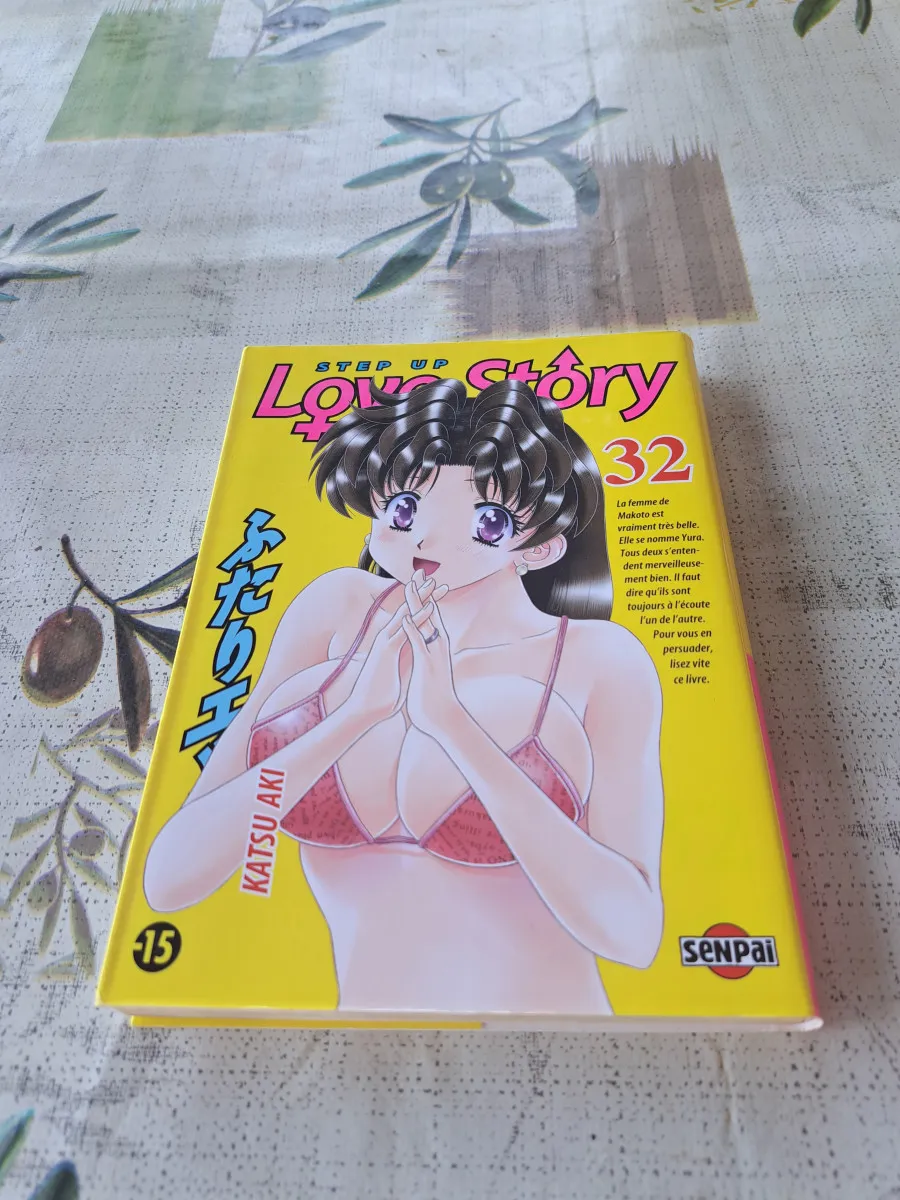 STEP UP
Love Story
32
La femme de
Makoto est
vraiment très belle.
Elle se nomme Yura.
Tous deux s'enten-
dent merveilleuse-
ment bien. Il faut
dire qu'ils sont
toujours à l'écoute
l'un de l'autre.
Pour vous en
persuader,
lisez vite
ce livre.
ふたりエ
KATSU AKI
-15
SENPAI